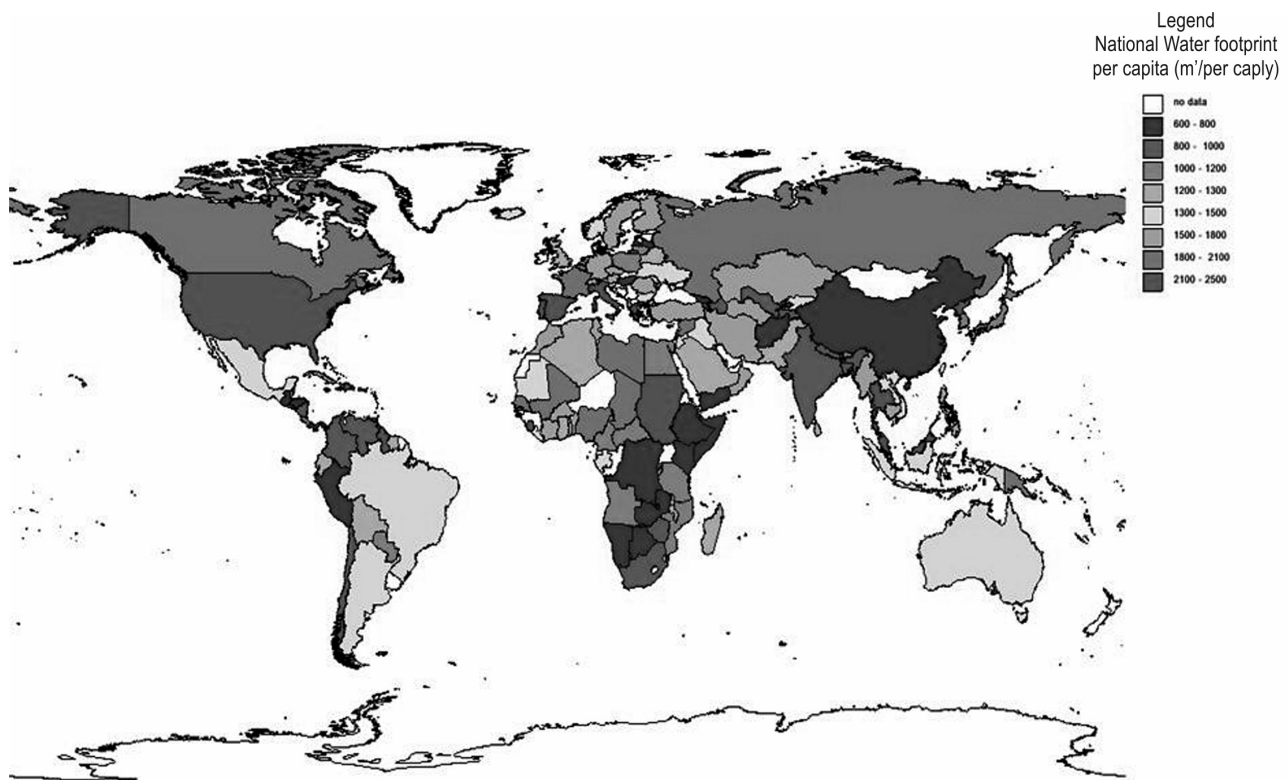 Legend
National Water footprint
per capita (m'/per caply)
no data
600 - 800
800 - 1000
1000 - 1200
1200 - 1300
1300 - 1500
1500 - 1800
1800 - 2100
2100 - 2500